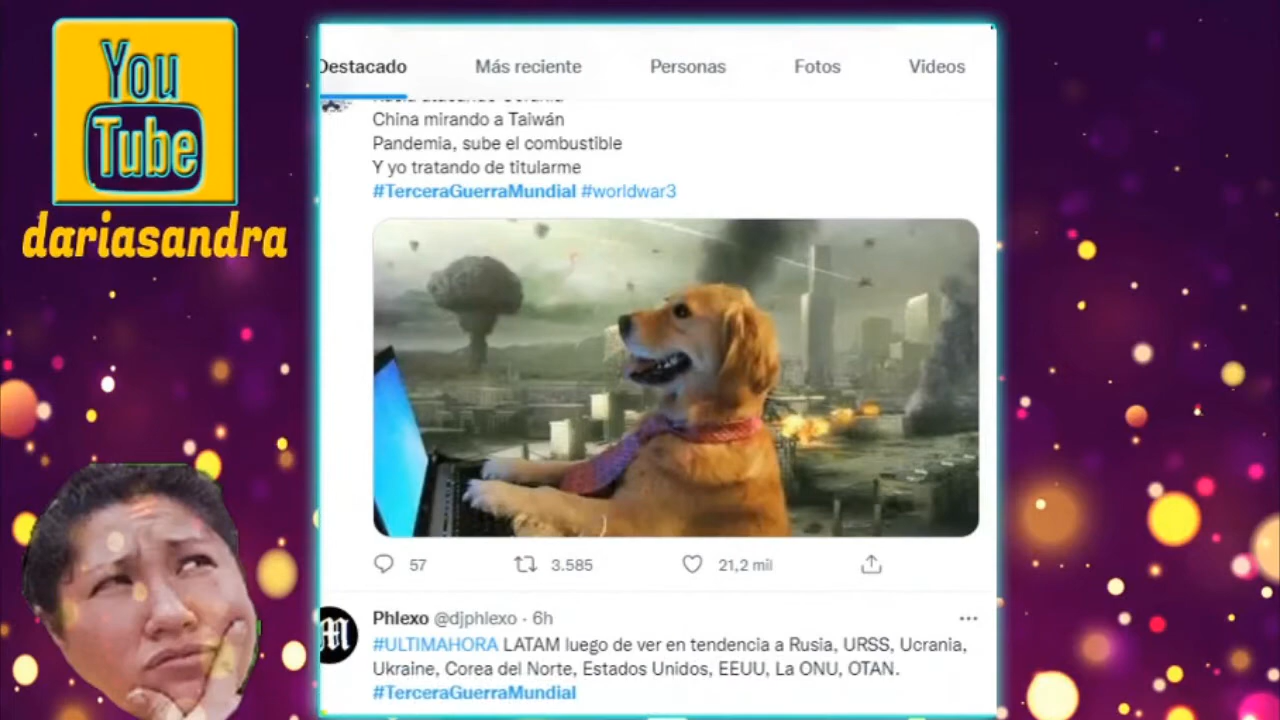 You
Tube
dariasandra
Destacado
Más reciente
Personas
Fotos
Videos
China mirando a Taiwán
Pandemia, sube el combustible
Y yo tratando de titularme
#TerceraGuerraMundial #worldwar3
57
3.585
21,2 mil
Phlexo @djphlexo · 6h
#ULTIMAHORA LATAM luego de ver en tendencia a Rusia, URSS, Ucrania,
Ukraine, Corea del Norte, Estados Unidos, EEUU, La ONU, OTAN.
#TerceraGuerraMundial